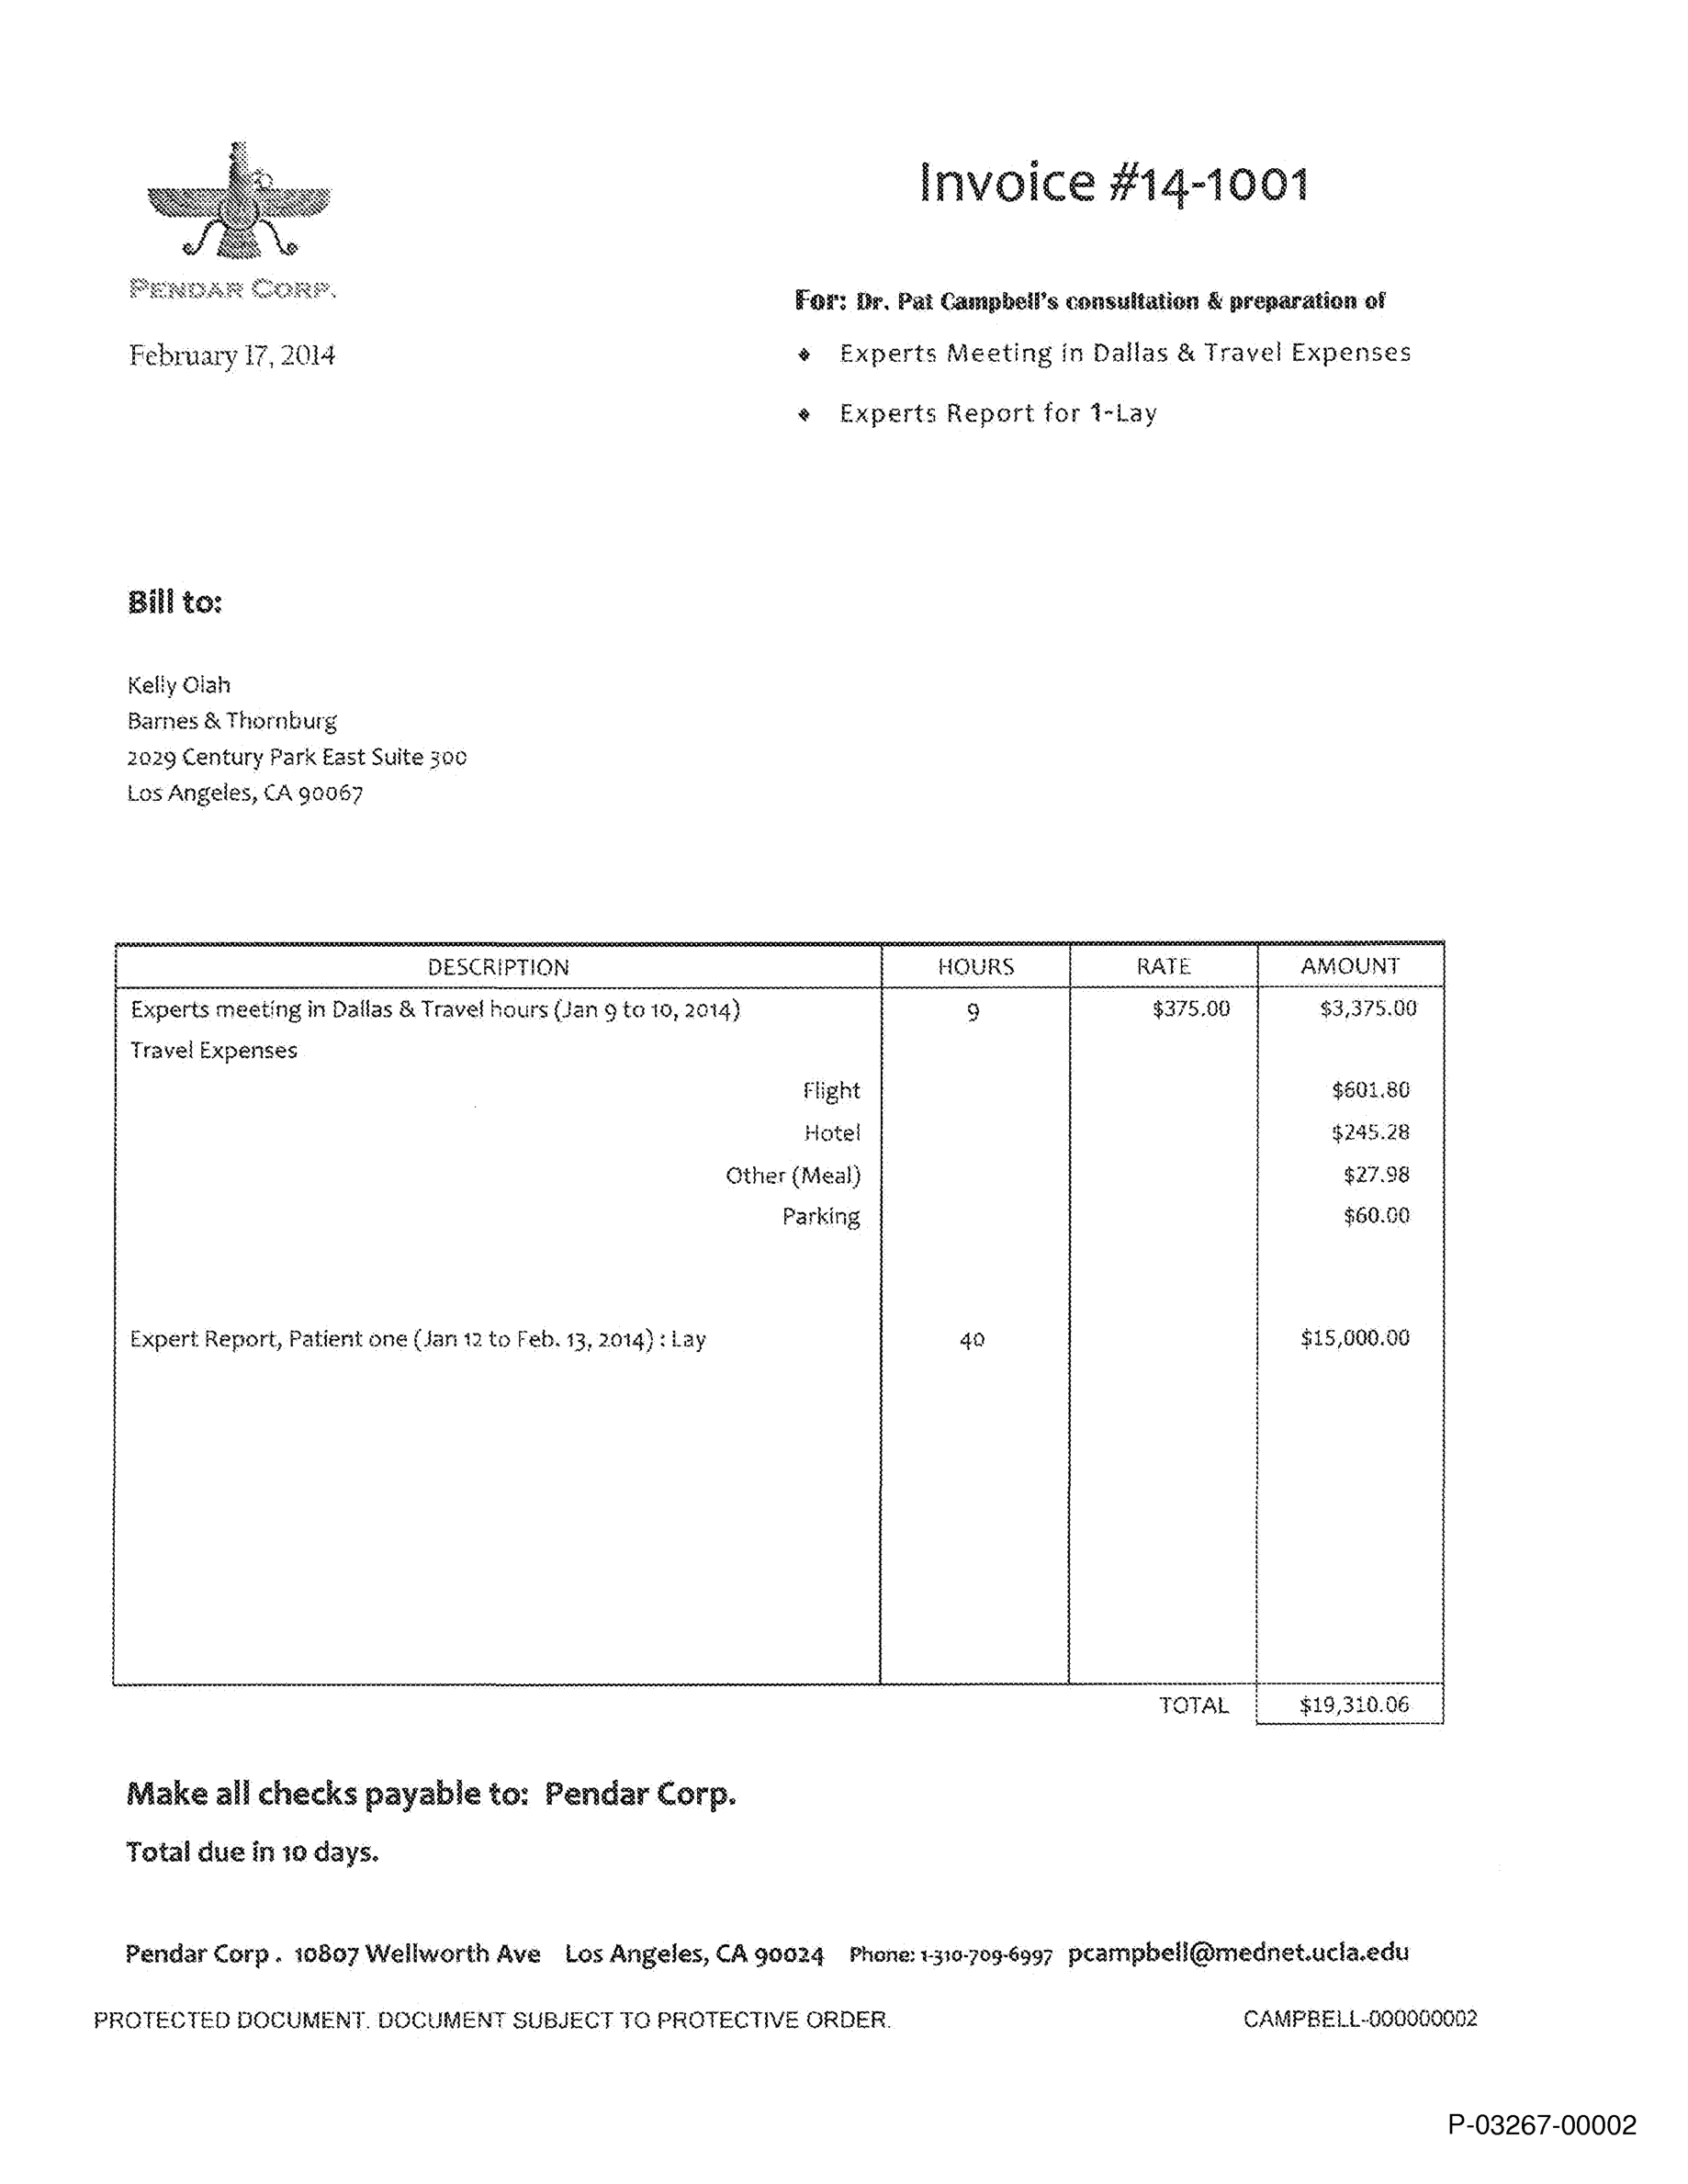 Invoice #14-1001
PENDAR CORP.
February 17, 2014
For: Dr. Pat Campbell's consultation & preparation of
Experts Meeting in Dallas & Travel Expenses
Experts Report for 1-Lay
Bill to:
Kelly Olah
Barnes & Thornburg
2029 Century Park East Suite 300
Los Angeles, CA 90067
DESCRIPTION HOURS RATE AMOUNT
Experts meeting in Dallas & Travel hours (Jan 9 to 10, 2014) 9 $375.00 $3,375.00
Travel Expenses
Flight $601.80
Hotel $245.28
Other (Meal) $27.98
Parking $60.00
Expert Report, Patient one (Jan 12 to Feb. 13, 2014) : Lay 40 $15,000.00
TOTAL $19,310.06
Make all checks payable to: Pendar Corp.
Total due in 10 days.
Pendar Corp . 10807 Wellworth Ave Los Angeles, CA 90024 Phone: 1-310-709-6997 pcampbell@mednet.ucla.edu
PROTECTED DOCUMENT. DOCUMENT SUBJECT TO PROTECTIVE ORDER. CAMPBELL-000000002
P-03267-00002